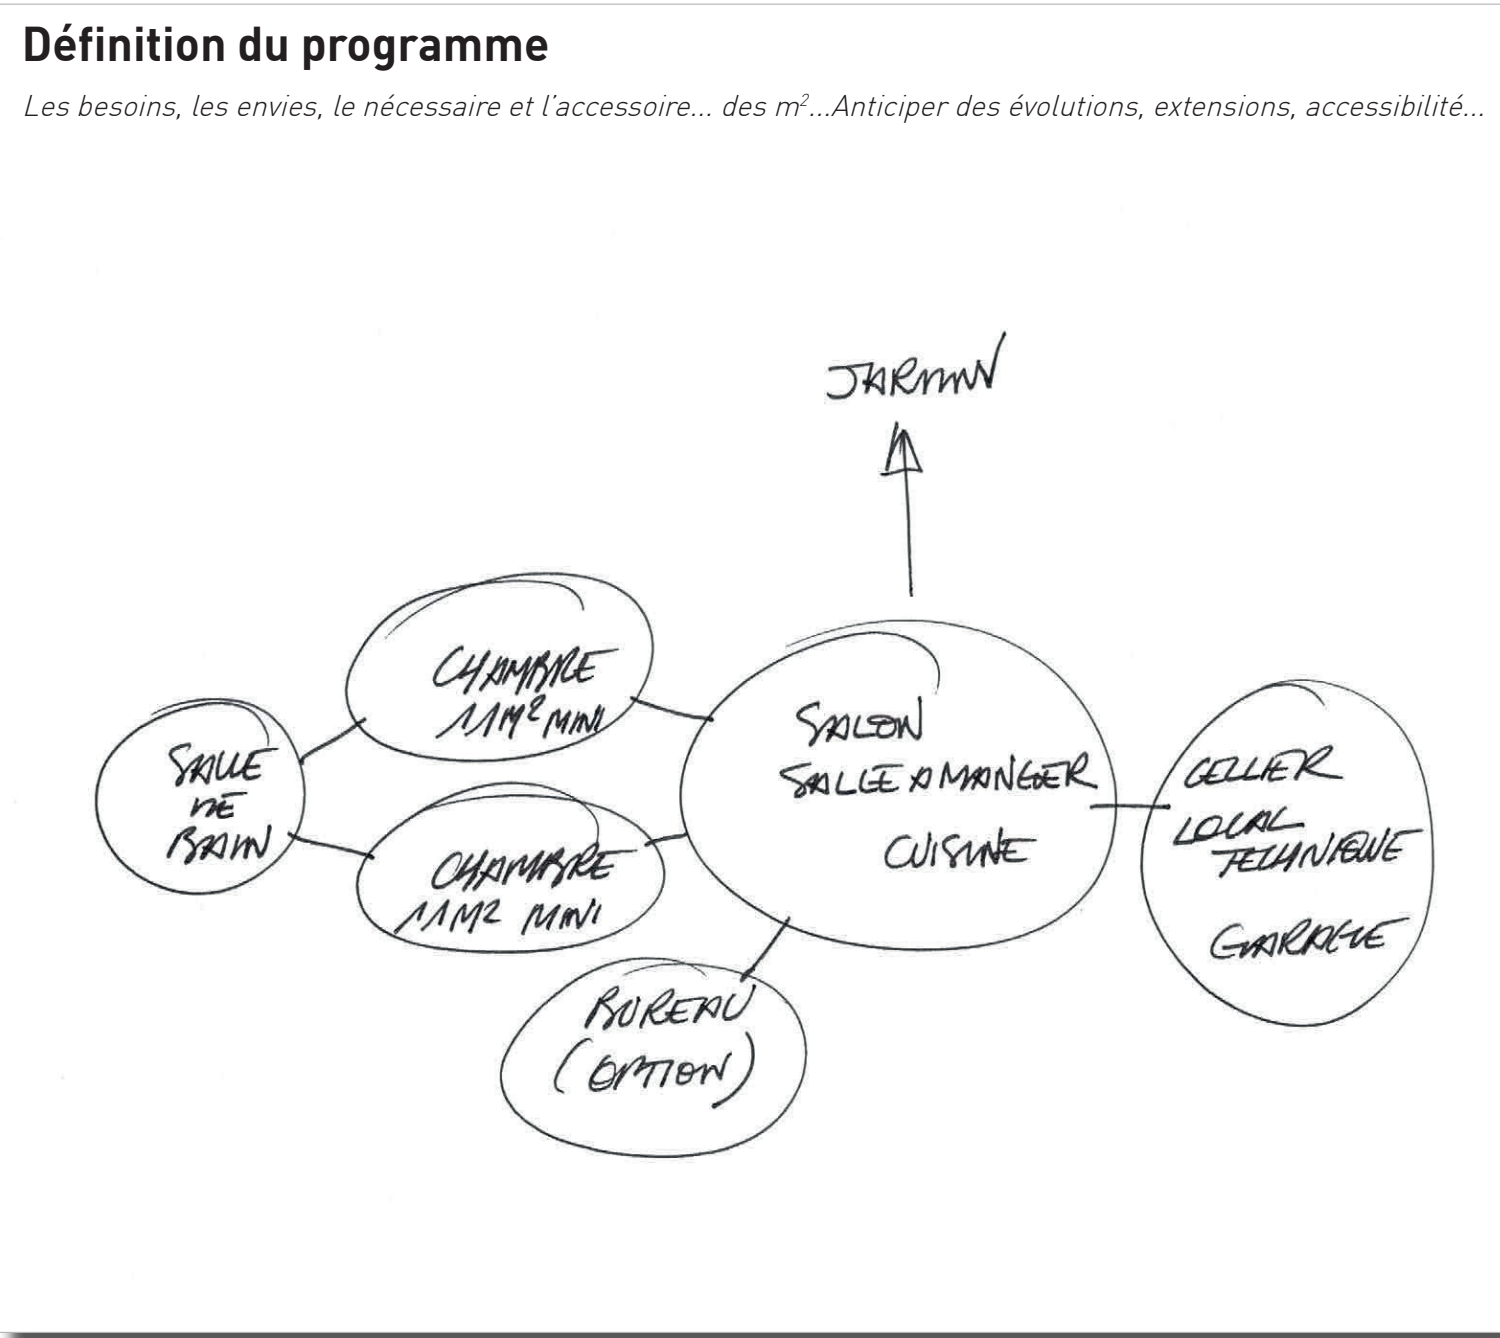 Définition du programme
Les besoins, les envies, le nécessaire et l'accessoire... des m²...Anticiper des évolutions, extensions, accessibilité...
JARDIN
CHAMBRE
11M² MINI
SALLE
DE
BAIN
CHAMBRE
11M2 MINI
SALON
SALLE A MANGER
CUISINE
CELLIER
LOCAL
TECHNIQUE
GARAGE
BUREAU
(OPTION)